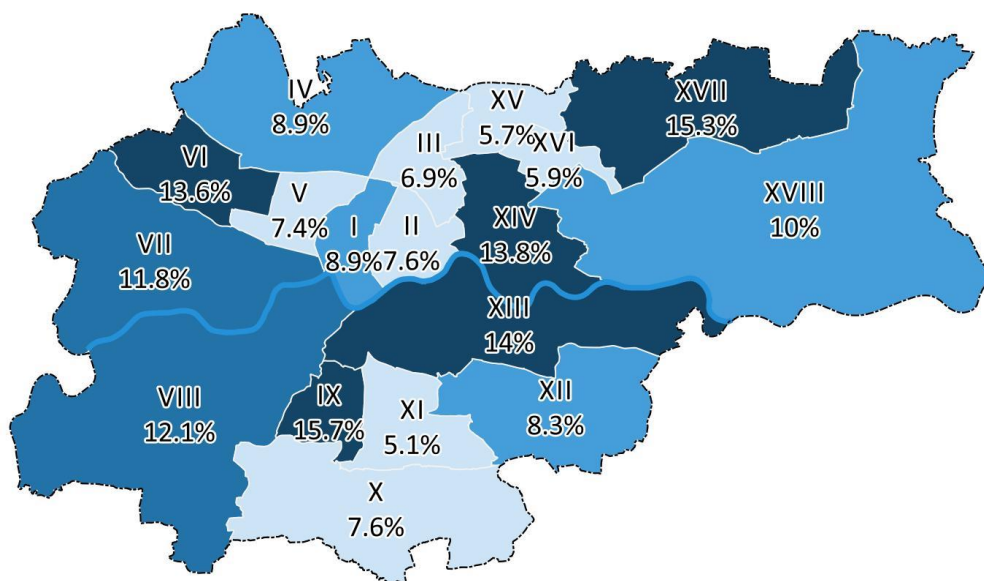 IV
8.9%
XV
5.7%
XVII
15.3%
III
6.9%
XVI
5.9%
VI
13.6%
V
7.4%
I
8.9%
II
7.6%
XIV
13.8%
XVIII
10%
VII
11.8%
XIII
14%
VIII
12.1%
IX
15.7%
XI
5.1%
XII
8.3%
X
7.6%